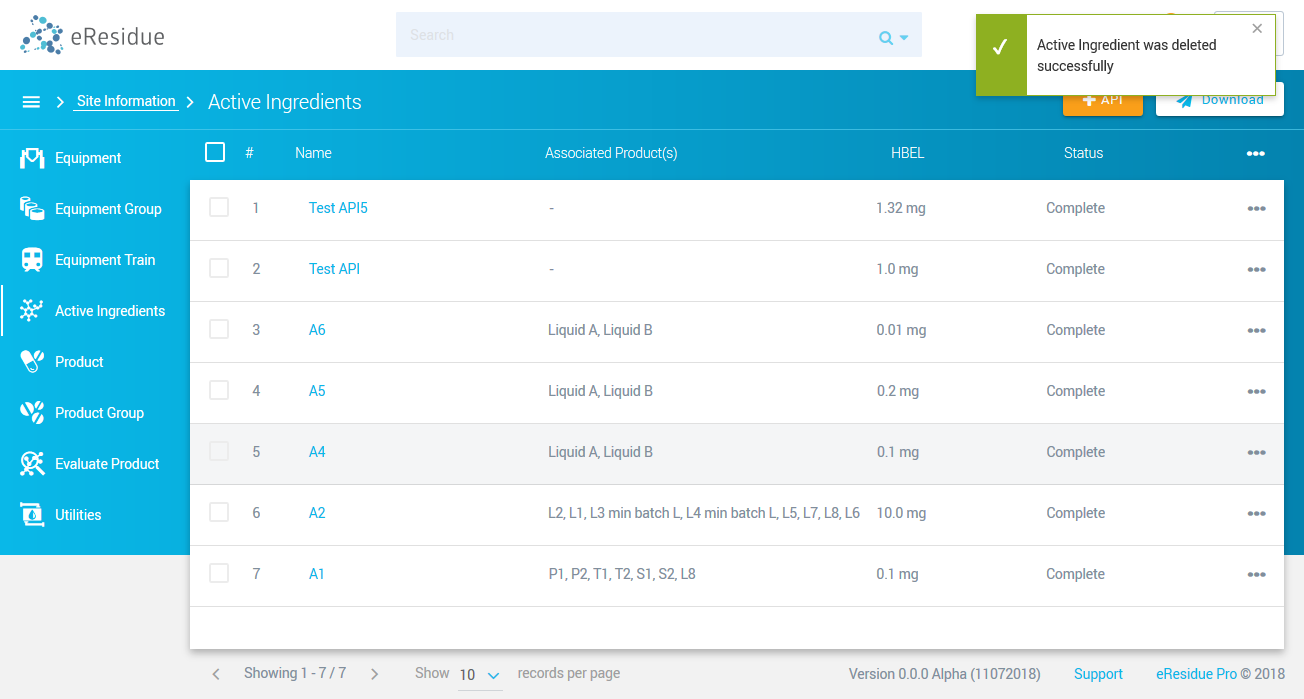 eResidue
Search
Active Ingredient was deleted
successfully
Site Information
Active Ingredients
API
Download
# Name Associated Product(s) HBEL Status
Equipment
Equipment Group
Equipment Train
Active Ingredients
Product
Product Group
Evaluate Product
Utilities
1 Test API5 - 1.32 mg Complete
2 Test API - 1.0 mg Complete
3 A6 Liquid A, Liquid B 0.01 mg Complete
4 A5 Liquid A, Liquid B 0.2 mg Complete
5 A4 Liquid A, Liquid B 0.1 mg Complete
6 A2 L2, L1, L3 min batch L, L4 min batch L, L5, L7, L8, L6 10.0 mg Complete
7 A1 P1, P2, T1, T2, S1, S2, L8 0.1 mg Complete
Showing 1 - 7 / 7 Show 10 records per page Version 0.0.0 Alpha (11072018) Support eResidue Pro © 2018